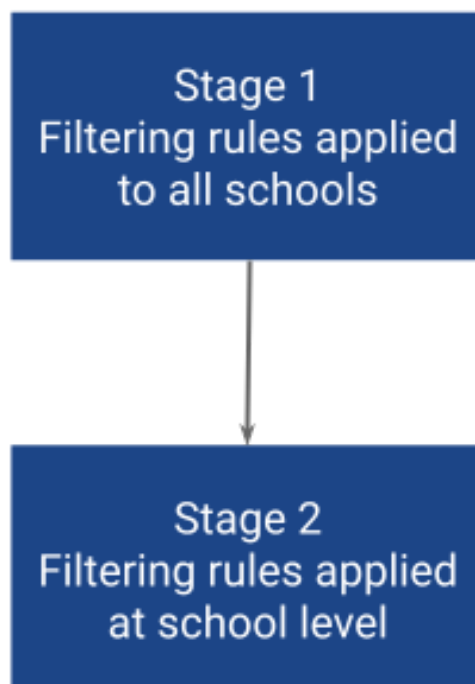 Stage 1
Filtering rules applied
to all schools
Stage 2
Filtering rules applied
at school level